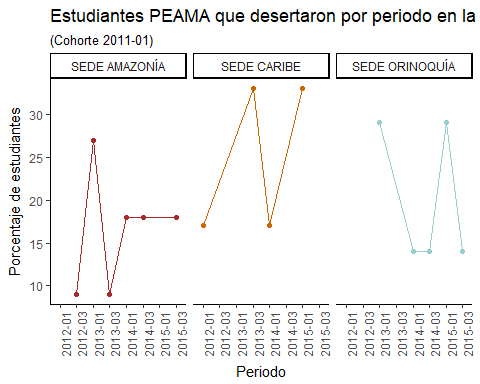 Estudiantes PEAMA que desertaron por periodo en la
(Cohorte 2011-01)
SEDE AMAZONÍA SEDE CARIBE SEDE ORINOQUÍA
Porcentaje de estudiantes
30
25
20
15
10
2012-01 2012-03 2013-01 2013-03 2014-01 2014-03 2015-01 2015-03 2012-01 2012-03 2013-01 2013-03 2014-01 2014-03 2015-01 2015-03 2012-01 2012-03 2013-01 2013-03 2014-01 2014-03 2015-01 2015-03
Periodo